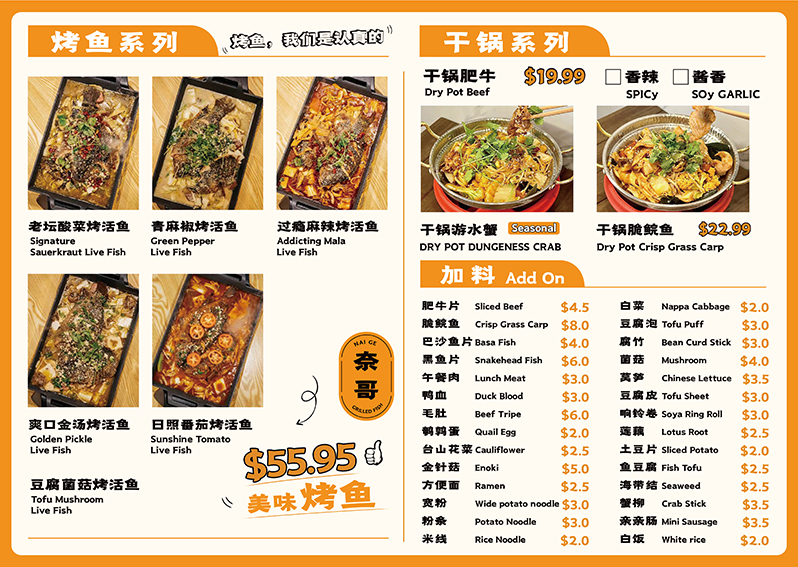 烤鱼系列
烤鱼，我们是认真的
老坛酸菜烤活鱼
Signature
Sauerkraut Live Fish
青麻椒烤活鱼
Green Pepper
Live Fish
过瘾麻辣烤活鱼
Addicting Mala
Live Fish
爽口金汤烤活鱼
Golden Pickle
Live Fish
日照番茄烤活鱼
Sunshine Tomato
Live Fish
豆腐菌菇烤活鱼
Tofu Mushroom
Live Fish
NAI GE
奈哥
GRILLED FISH
$55.95
美味烤鱼
干锅系列
干锅肥牛 $19.99 香辣 酱香
Dry Pot Beef SPICy SOy GARLIC
干锅游水蟹 Seasonal
DRY POT DUNGENESS CRAB
干锅脆鲩鱼 $22.99
Dry Pot Crisp Grass Carp
加料 Add On
肥牛片 Sliced Beef $4.5
脆鲩鱼 Crisp Grass Carp $8.0
巴沙鱼片 Basa Fish $4.0
黑鱼片 Snakehead Fish $6.0
午餐肉 Lunch Meat $3.0
鸭血 Duck Blood $3.0
毛肚 Beef Tripe $6.0
鹌鹑蛋 Quail Egg $2.0
台山花菜 Cauliflower $2.5
金针菇 Enoki $5.0
方便面 Ramen $2.5
宽粉 Wide potato noodle $3.0
粉条 Potato Noodle $3.0
米线 Rice Noodle $2.0
白菜 Nappa Cabbage $2.0
豆腐泡 Tofu Puff $3.0
腐竹 Bean Curd Stick $3.0
菌菇 Mushroom $4.0
莴笋 Chinese Lettuce $3.5
豆腐皮 Tofu Sheet $3.0
响铃卷 Soya Ring Roll $3.0
莲藕 Lotus Root $2.5
土豆片 Sliced Potato $2.0
鱼豆腐 Fish Tofu $2.5
海带结 Seaweed $2.5
蟹柳 Crab Stick $3.5
亲亲肠 Mini Sausage $3.5
白饭 White rice $2.0